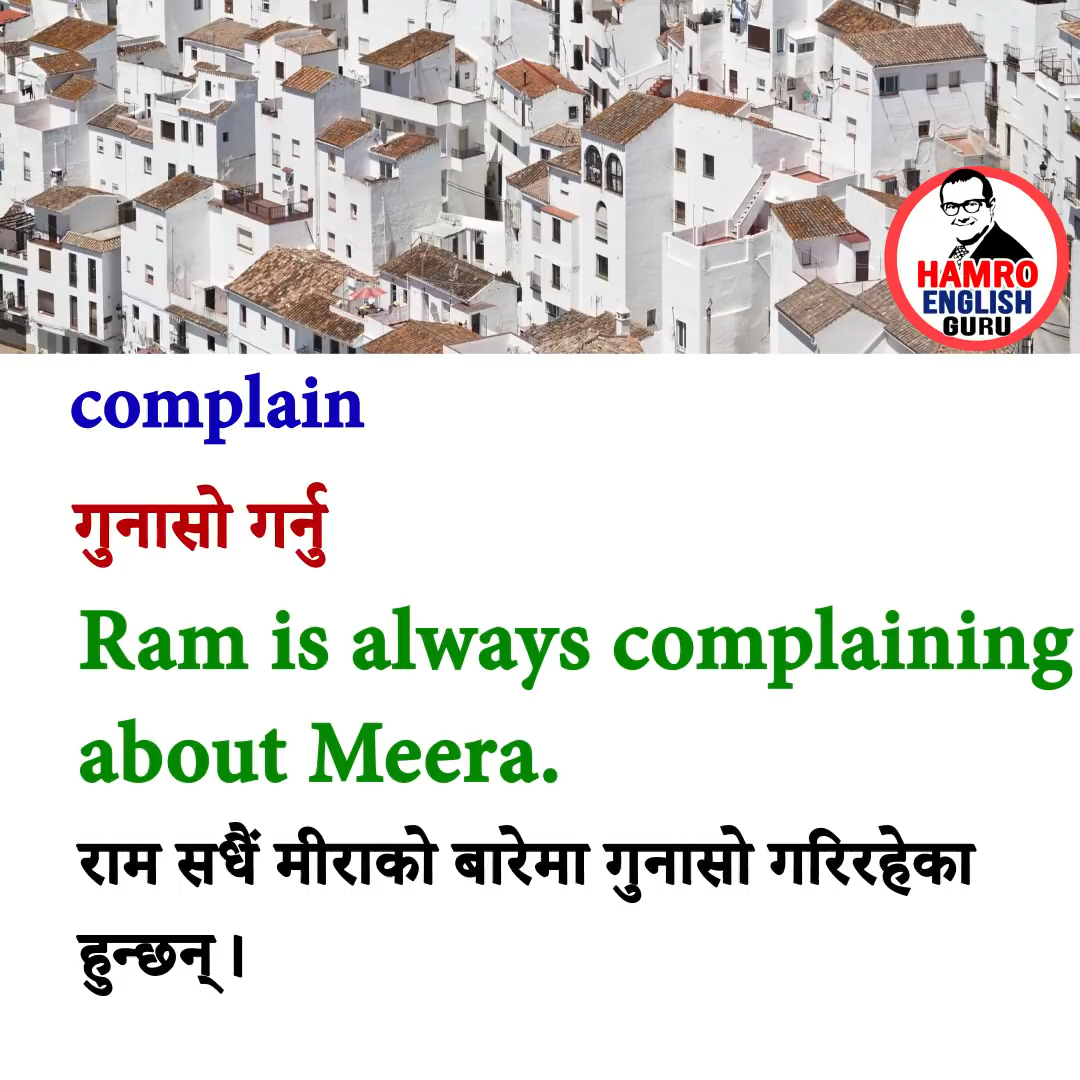 HAMRO
ENGLISH
GURU
complain
गुनासो गर्नु
Ram is always complaining
about Meera.
राम सधैं मीराको बारेमा गुनासो गरिरहेका
हुन्छन्।